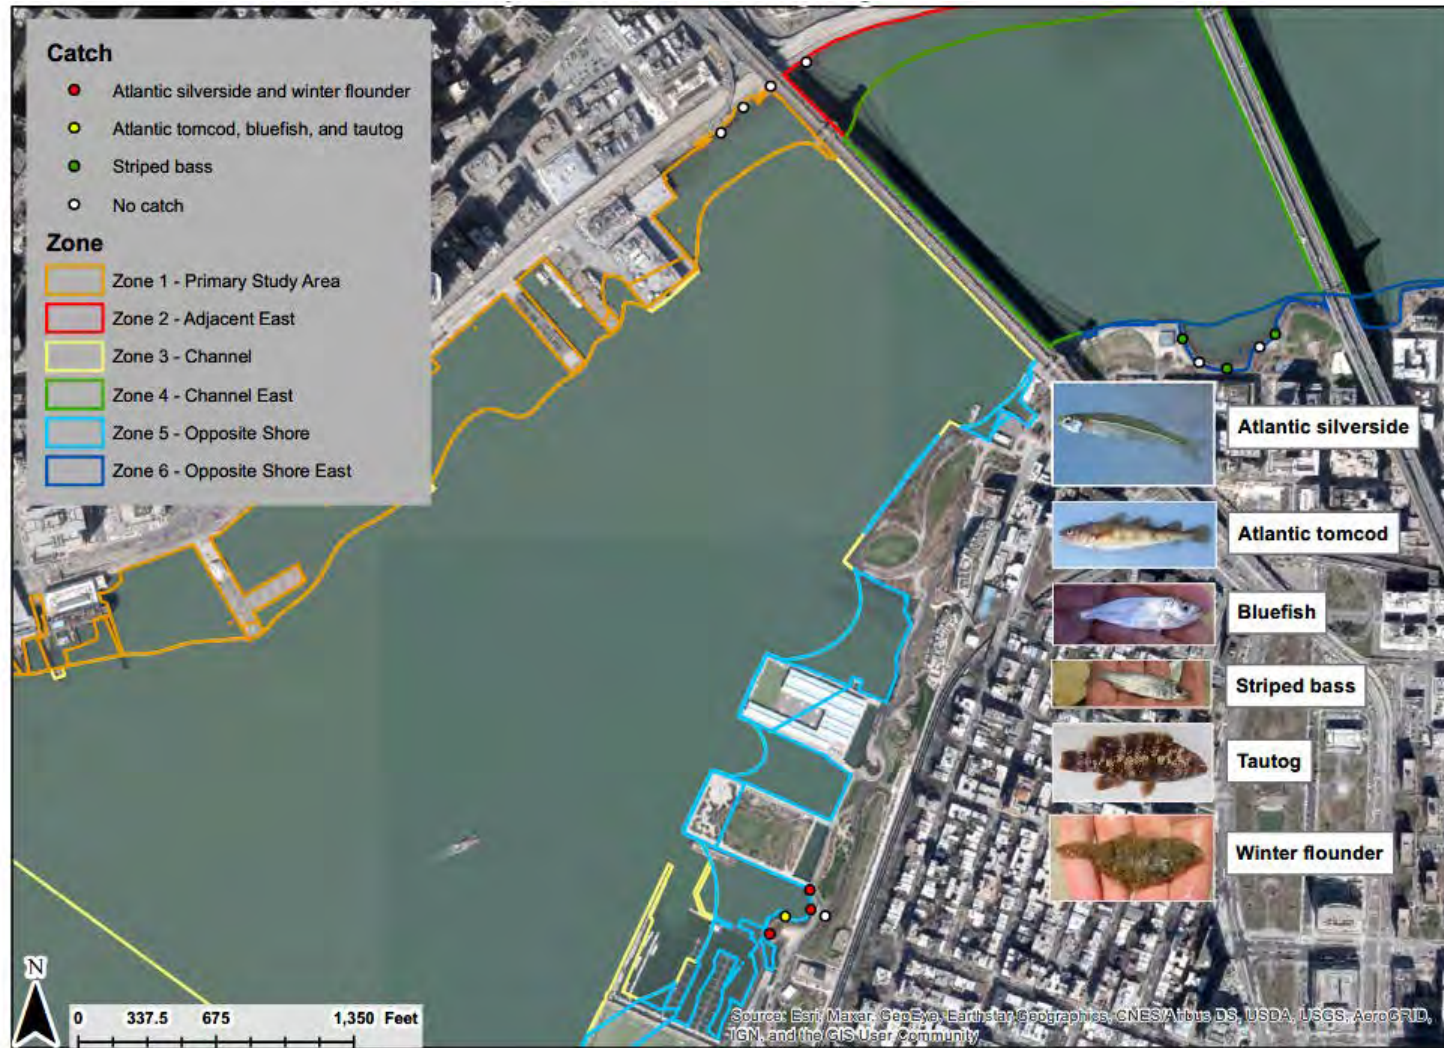 Catch
Atlantic silverside and winter flounder
Atlantic tomcod, bluefish, and tautog
Striped bass
No catch
Zone
Zone 1 - Primary Study Area
Zone 2 - Adjacent East
Zone 3 - Channel
Zone 4 - Channel East
Zone 5 - Opposite Shore
Zone 6 - Opposite Shore East
Atlantic silverside
Atlantic tomcod
Bluefish
Striped bass
Tautog
Winter flounder
N
0 337.5 675 1,350 Feet
Source: Esri, Maxar, GeoEye, Earthstar Geographics, CNES/Airbus DS, USDA, USGS, AeroGRID,
IGN, and the GIS User Community